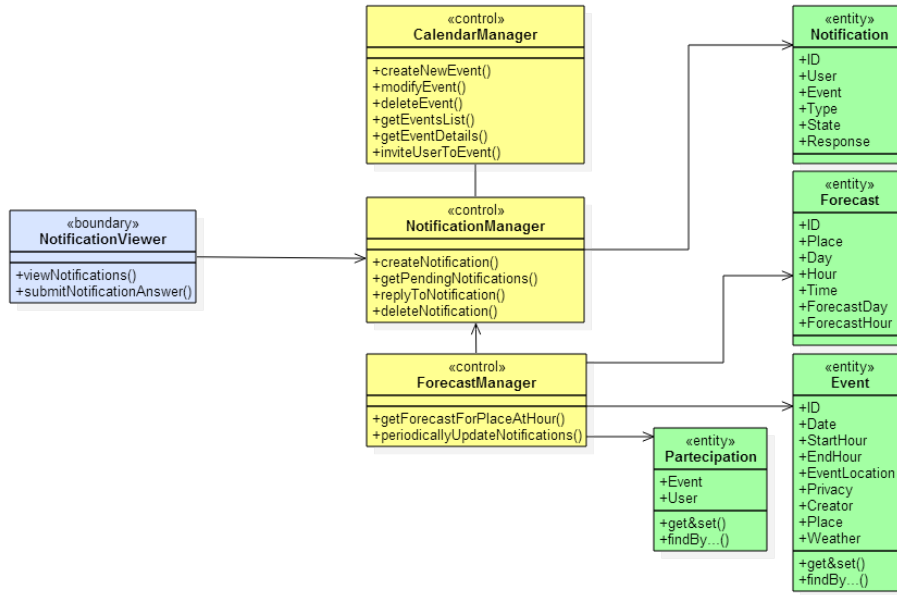 «control»
CalendarManager
+createNewEvent()
+modifyEvent()
+deleteEvent()
+getEventsList()
+getEventDetails()
+inviteUserToEvent()
«entity»
Notification
+ID
+User
+Event
+Type
+State
+Response
«boundary»
NotificationViewer
+viewNotifications()
+submitNotificationAnswer()
«control»
NotificationManager
+createNotification()
+getPendingNotifications()
+replyToNotification()
+deleteNotification()
«entity»
Forecast
+ID
+Place
+Day
+Hour
+Time
+ForecastDay
+ForecastHour
«control»
ForecastManager
+getForecastForPlaceAtHour()
+periodicallyUpdateNotifications()
«entity»
Partecipation
+Event
+User
+get&set()
+findBy...()
«entity»
Event
+ID
+Date
+StartHour
+EndHour
+EventLocation
+Privacy
+Creator
+Place
+Weather
+get&set()
+findBy...()